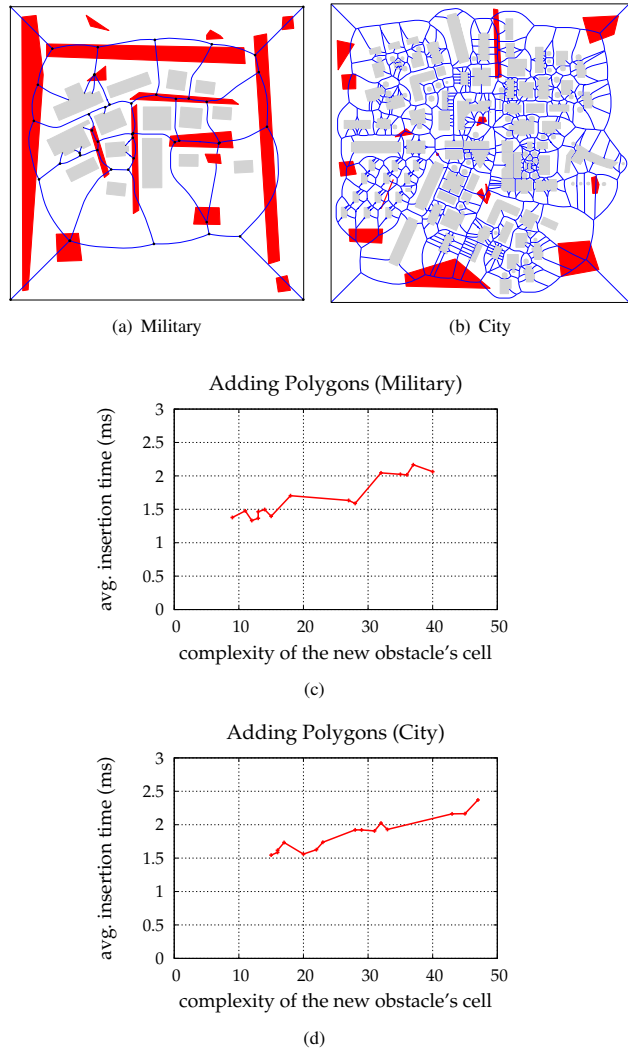 (a) Military
(b) City
Adding Polygons (Military)
3
2.5
2
1.5
1
0.5
0
avg. insertion time (ms)
0 10 20 30 40 50
complexity of the new obstacle's cell
(c)
Adding Polygons (City)
3
2.5
2
1.5
1
0.5
0
avg. insertion time (ms)
0 10 20 30 40 50
complexity of the new obstacle's cell
(d)